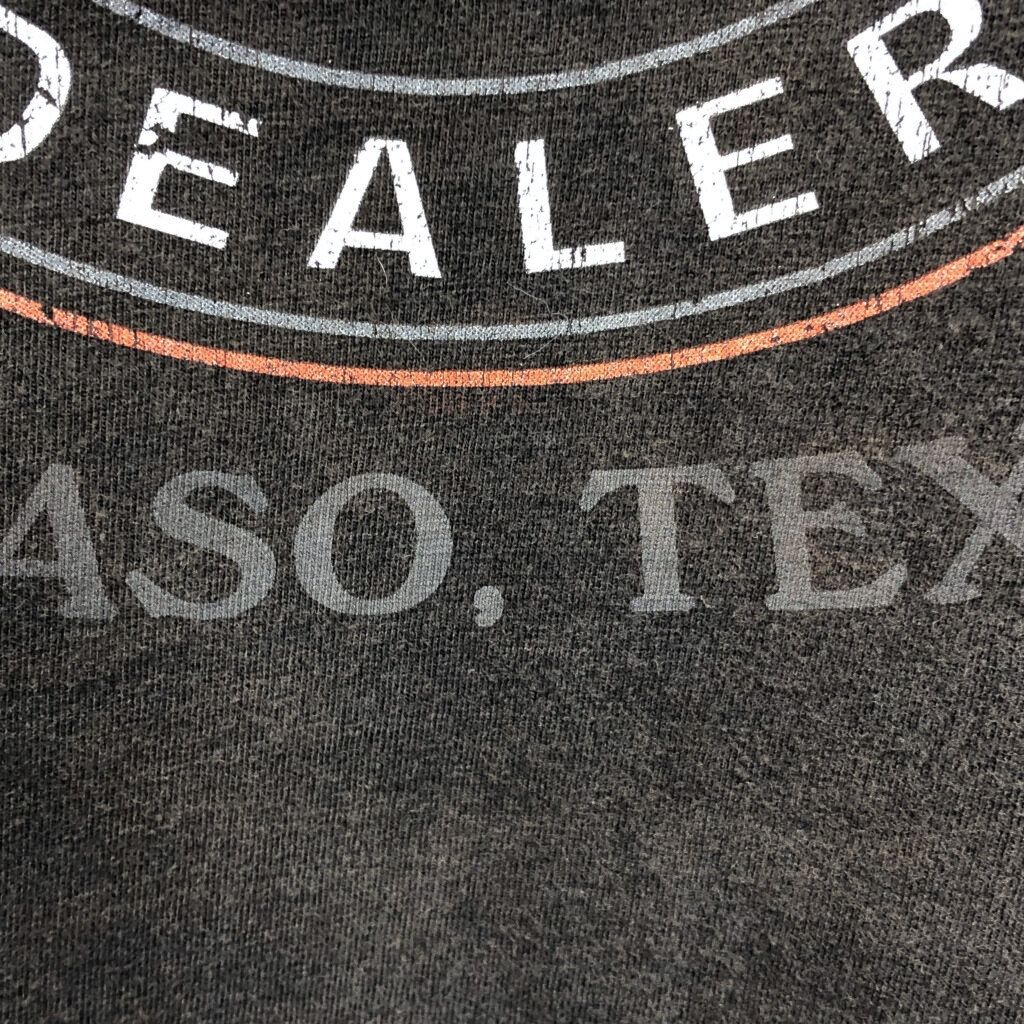 DEALER
ASO, TEX